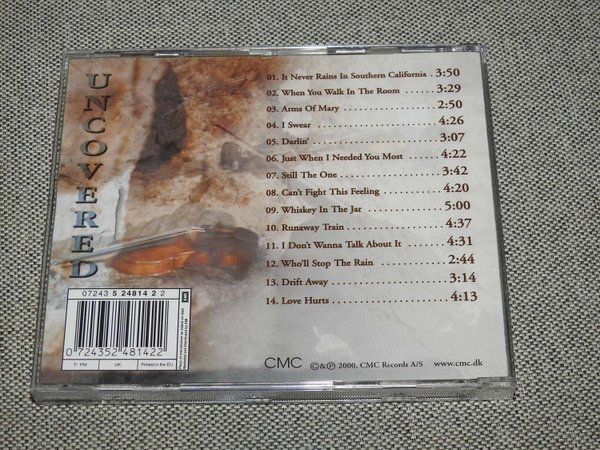 UNCOVERED
01. It Never Rains In Southern California . 3:50
02. When You Walk In The Room ...... 3:29
03. Arms Of Mary .................. 2:50
04. I Swear ....................... 4:26
05. Darlin' ........................ 3:07
06. Just When I Needed You Most ...... 4:22
07. Still The One ................... 3:42
08. Can't Fight This Feeling ........... 4:20
09. Whiskey In The Jar ............... 5:00
10. Runaway Train ................... 4:37
11. I Don't Wanna Talk About It ....... 4:31
12. Who'll Stop The Rain .............. 2:44
13. Drift Away ...................... 3:14
14. Love Hurts ...................... 4:13
07243 5 24814 2 2
0 724352 481422
F: PM
UK
Printed in the EU
CMC ©&℗ 2000, CMC Records A/S www.cmc.dk